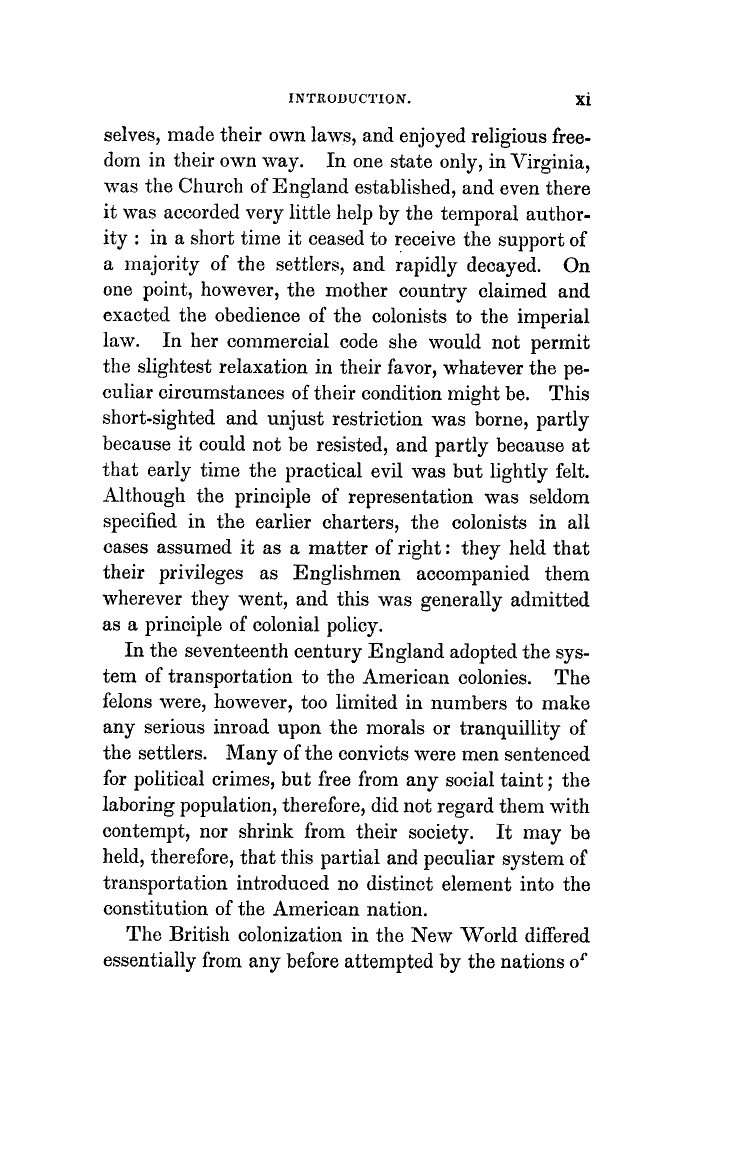 INTRODUCTION. xi
selves, made their own laws, and enjoyed religious free-
dom in their own way. In one state only, in Virginia,
was the Church of England established, and even there
it was accorded very little help by the temporal author-
ity : in a short time it ceased to receive the support of
a majority of the settlers, and rapidly decayed. On
one point, however, the mother country claimed and
exacted the obedience of the colonists to the imperial
law. In her commercial code she would not permit
the slightest relaxation in their favor, whatever the pe-
culiar circumstances of their condition might be. This
short-sighted and unjust restriction was borne, partly
because it could not be resisted, and partly because at
that early time the practical evil was but lightly felt.
Although the principle of representation was seldom
specified in the earlier charters, the colonists in all
cases assumed it as a matter of right : they held that
their privileges as Englishmen accompanied them
wherever they went, and this was generally admitted
as a principle of colonial policy.
In the seventeenth century England adopted the sys-
tem of transportation to the American colonies. The
felons were, however, too limited in numbers to make
any serious inroad upon the morals or tranquillity of
the settlers. Many of the convicts were men sentenced
for political crimes, but free from any social taint ; the
laboring population, therefore, did not regard them with
contempt, nor shrink from their society. It may be
held, therefore, that this partial and peculiar system of
transportation introduced no distinct element into the
constitution of the American nation.
The British colonization in the New World differed
essentially from any before attempted by the nations of